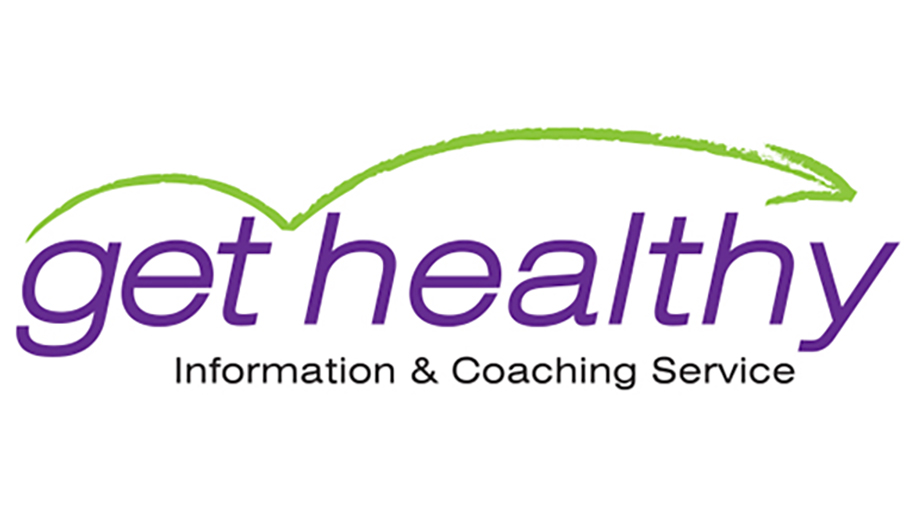 get healthy
Information & Coaching Service